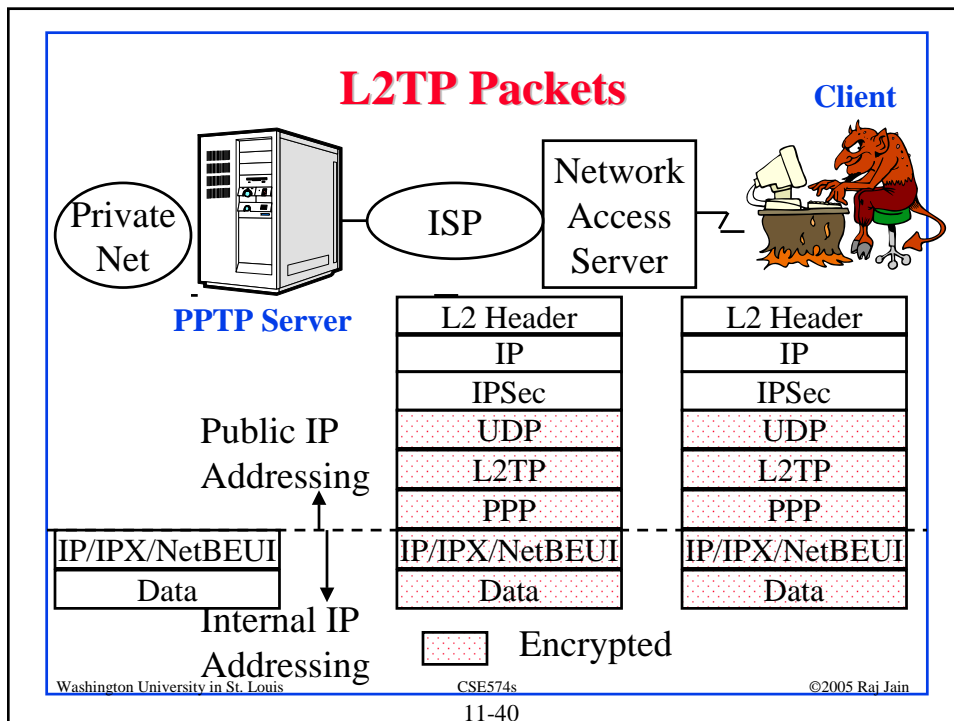 L2TP Packets
Client
Private
Net
ISP
Network
Access
Server
PPTP Server
L2 Header
L2 Header
IP
IP
IPSec
IPSec
Public IP
Addressing
UDP
UDP
L2TP
L2TP
PPP
PPP
IP/IPX/NetBEUI
IP/IPX/NetBEUI
IP/IPX/NetBEUI
Data
Data
Data
Internal IP
Addressing
Encrypted
Washington University in St. Louis
CSE574s
©2005 Raj Jain
11-40